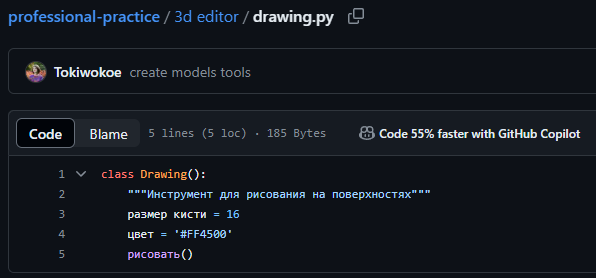 professional-practice / 3d editor / drawing.py
Tokiwokoe create models tools
Code Blame 5 lines (5 loc) · 185 Bytes Code 55% faster with GitHub Copilot
1 class Drawing():
2 """Инструмент для рисования на поверхностях"""
3 размер кисти = 16
4 цвет = '#FF4500'
5 рисовать()